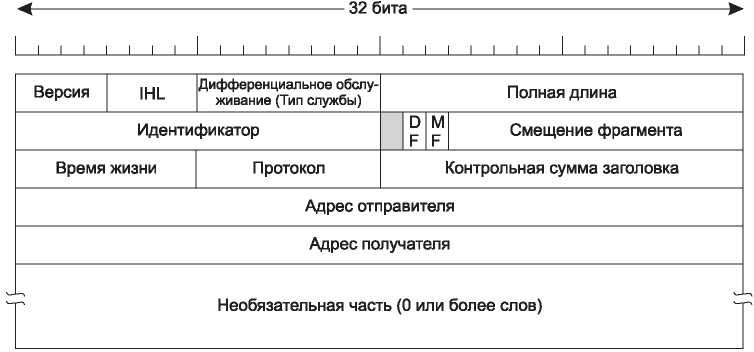 32 бита
Версия
IHL
Дифференциальное обслу-
живание (Тип службы)
Полная длина
Идентификатор
D
F
M
F
Смещение фрагмента
Время жизни
Протокол
Контрольная сумма заголовка
Адрес отправителя
Адрес получателя
Необязательная часть (0 или более слов)